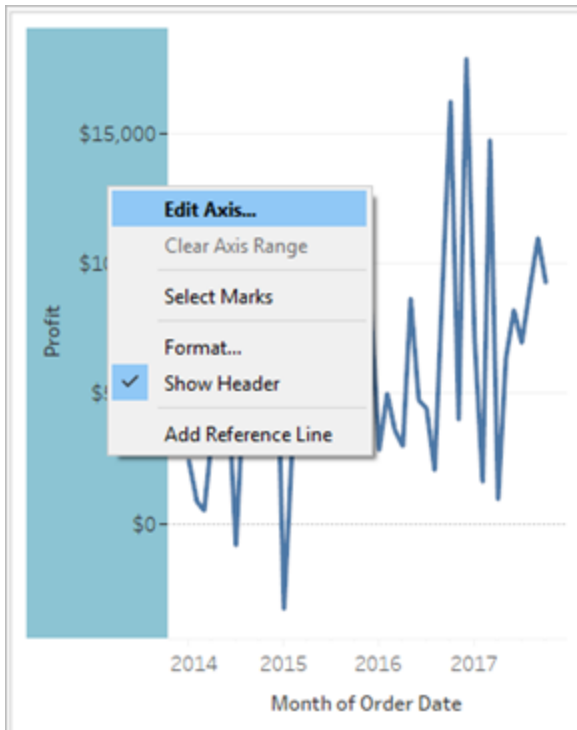 $15,000
Edit Axis...
Clear Axis Range
Select Marks
Format...
Show Header
Add Reference Line
Profit
$0
2014 2015 2016 2017
Month of Order Date